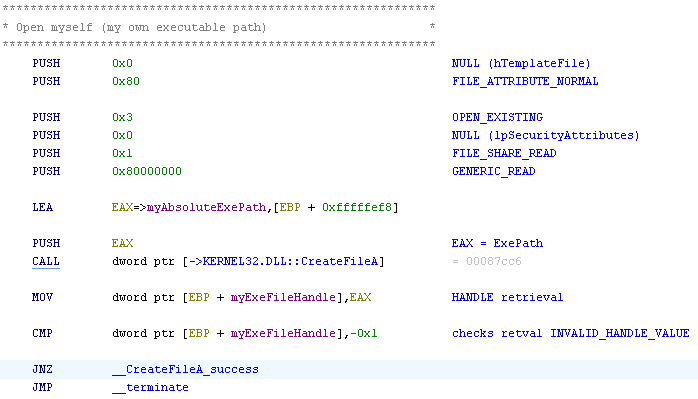 ************************************************************
* Open myself (my own executable path) *
************************************************************
PUSH 0x0 NULL (hTemplateFile)
PUSH 0x80 FILE_ATTRIBUTE_NORMAL
PUSH 0x3 OPEN_EXISTING
PUSH 0x0 NULL (lpSecurityAttributes)
PUSH 0x1 FILE_SHARE_READ
PUSH 0x80000000 GENERIC_READ
LEA EAX=>myAbsoluteExePath,[EBP + 0xfffffef8]
PUSH EAX EAX = ExePath
CALL dword ptr [->KERNEL32.DLL::CreateFileA] = 00087cc6
MOV dword ptr [EBP + myExeFileHandle],EAX HANDLE retrieval
CMP dword ptr [EBP + myExeFileHandle],-0x1 checks retval INVALID_HANDLE_VALUE
JNZ __CreateFileA_success
JMP __terminate